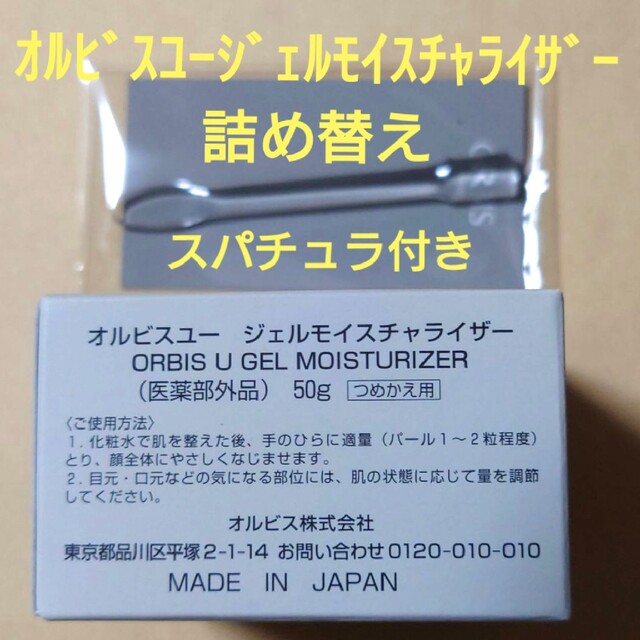 ｵﾙﾋﾞｽﾕｰｼﾞｪﾙﾓｲｽﾁｬﾗｲｻﾞｰ
詰め替え
ORBIS
スパチュラ付き
オルビスユー ジェルモイスチャライザー
ORBIS U GEL MOISTURIZER
（医薬部外品） 50g つめかえ用
〈ご使用方法〉
1. 化粧水で肌を整えた後、手のひらに適量（パール1～2粒程度）
とり、顔全体にやさしくなじませます。
2. 目元・口元などの気になる部位には、肌の状態に応じて量を調節
してください。
オルビス株式会社
東京都品川区平塚2-1-14 お問い合わせ0120-010-010
MADE IN JAPAN